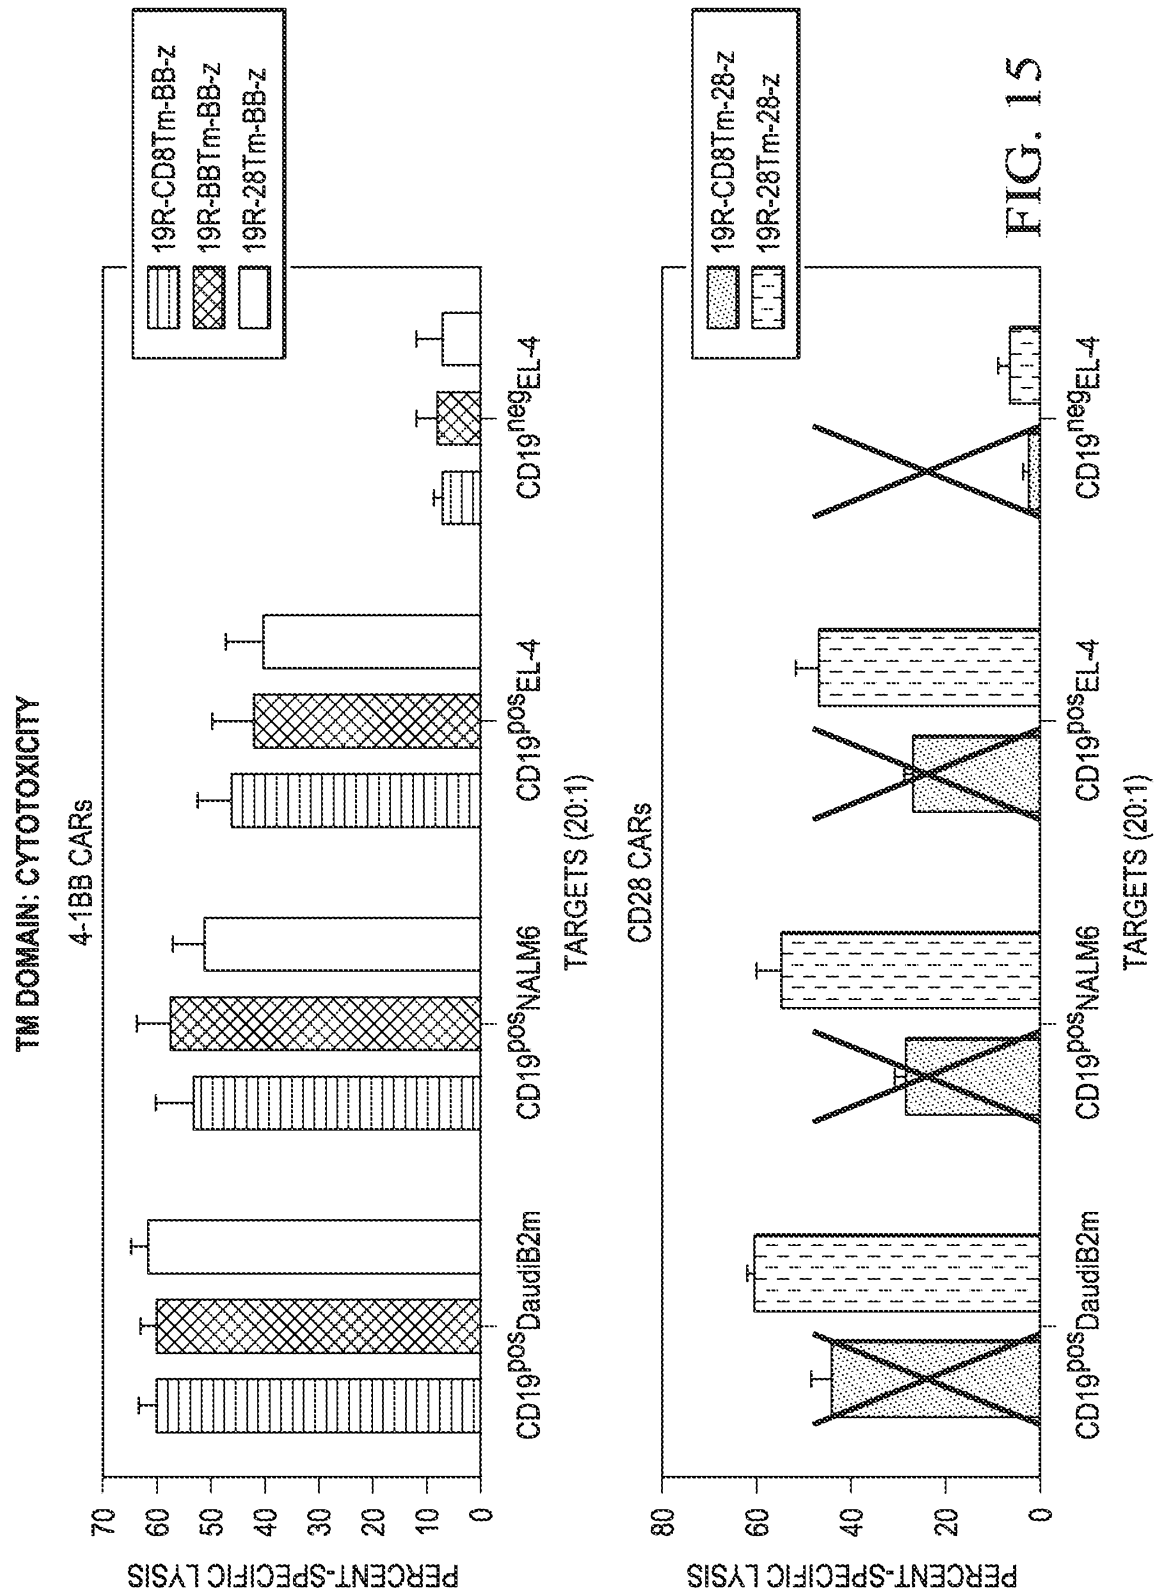 TM DOMAIN: CYTOTOXICITY
4-1BB CARs
19R-CD8Tm-BB-z
19R-BBTm-BB-z
19R-28Tm-BB-z
PERCENT-SPECIFIC LYSIS
70
60
50
40
30
20
10
0
CD19posDaudiB2m CD19posNALM6 CD19posEL-4 CD19negEL-4
TARGETS (20:1)
CD28 CARs
19R-CD8Tm-28-z
19R-28Tm-28-z
PERCENT-SPECIFIC LYSIS
80
60
40
20
0
CD19posDaudiB2m CD19posNALM6 CD19posEL-4 CD19negEL-4
TARGETS (20:1)
FIG. 15